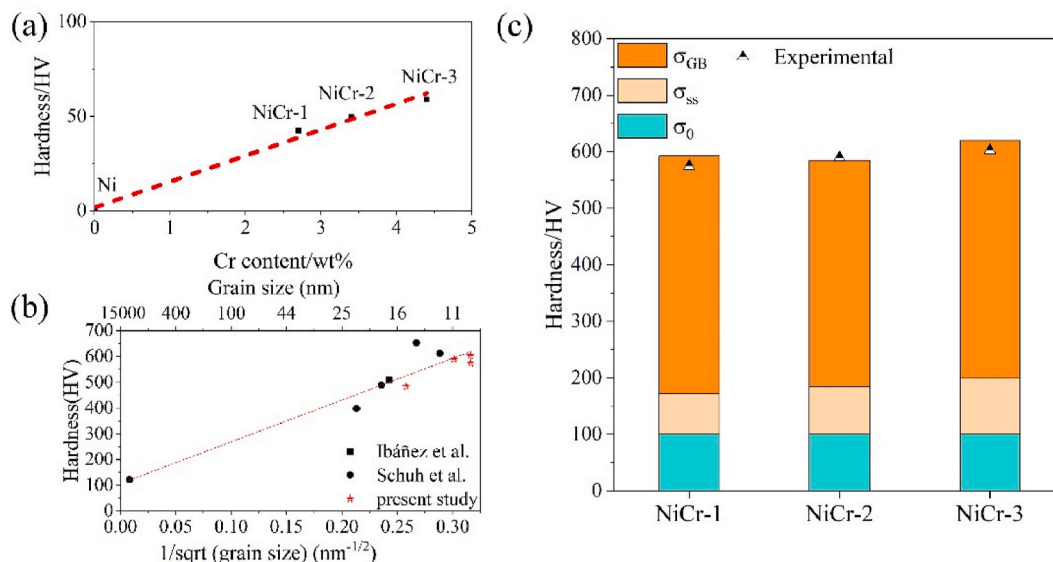 (a)
100
50
0
Hardness/HV
Ni
NiCr-1
NiCr-2
NiCr-3
0 1 2 3 4 5
Cr content/wt%
(b)
Grain size (nm)
15000 400 100 44 25 16 11
700
600
500
400
300
200
100
0
Hardness(HV)
Ibáñez et al.
Schuh et al.
present study
0.00 0.05 0.10 0.15 0.20 0.25 0.30
1/sqrt (grain size) (nm⁻¹/²)
(c)
800
700
600
500
400
300
200
100
0
Hardness/HV
σGB
σss
σ0
Experimental
NiCr-1 NiCr-2 NiCr-3